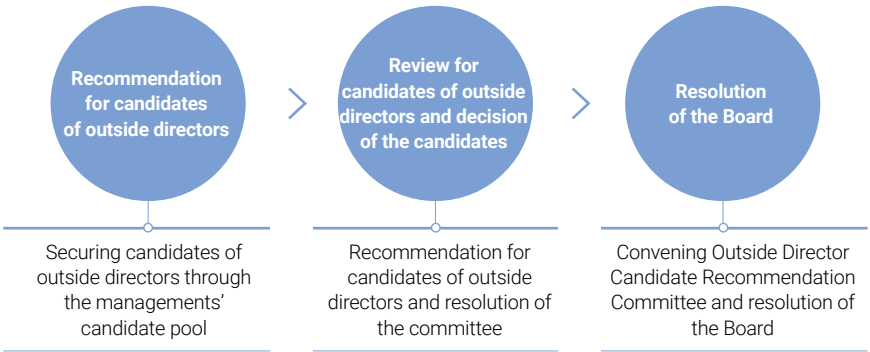 Recommendation
for candidates
of outside directors
Review for
candidates of outside
directors and decision
of the candidates
Resolution
of the Board
Securing candidates of
outside directors through
the managements’
candidate pool
Recommendation for
candidates of outside
directors and resolution of
the committee
Convening Outside Director
Candidate Recommendation
Committee and resolution of
the Board